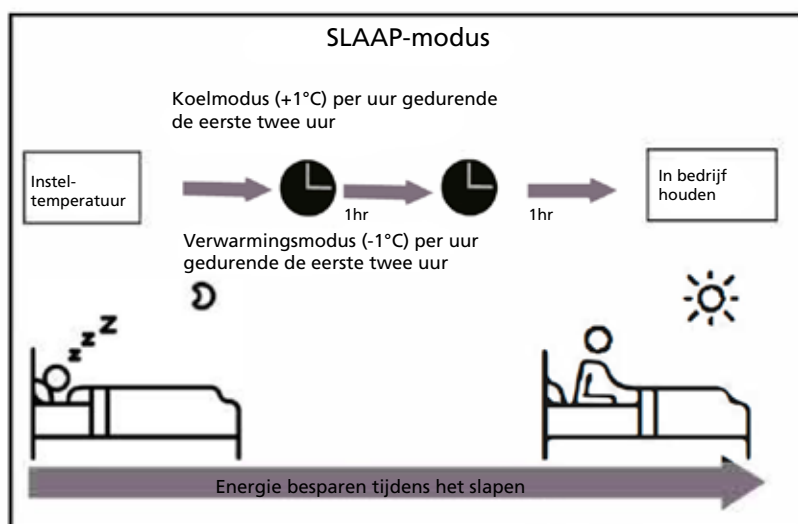 SLAAP-modus
Koelmodus (+1°C) per uur gedurende
de eerste twee uur
Instel-
temperatuur
1hr
1hr
In bedrijf
houden
Verwarmingsmodus (-1°C) per uur
gedurende de eerste twee uur
z z Z
Energie besparen tijdens het slapen